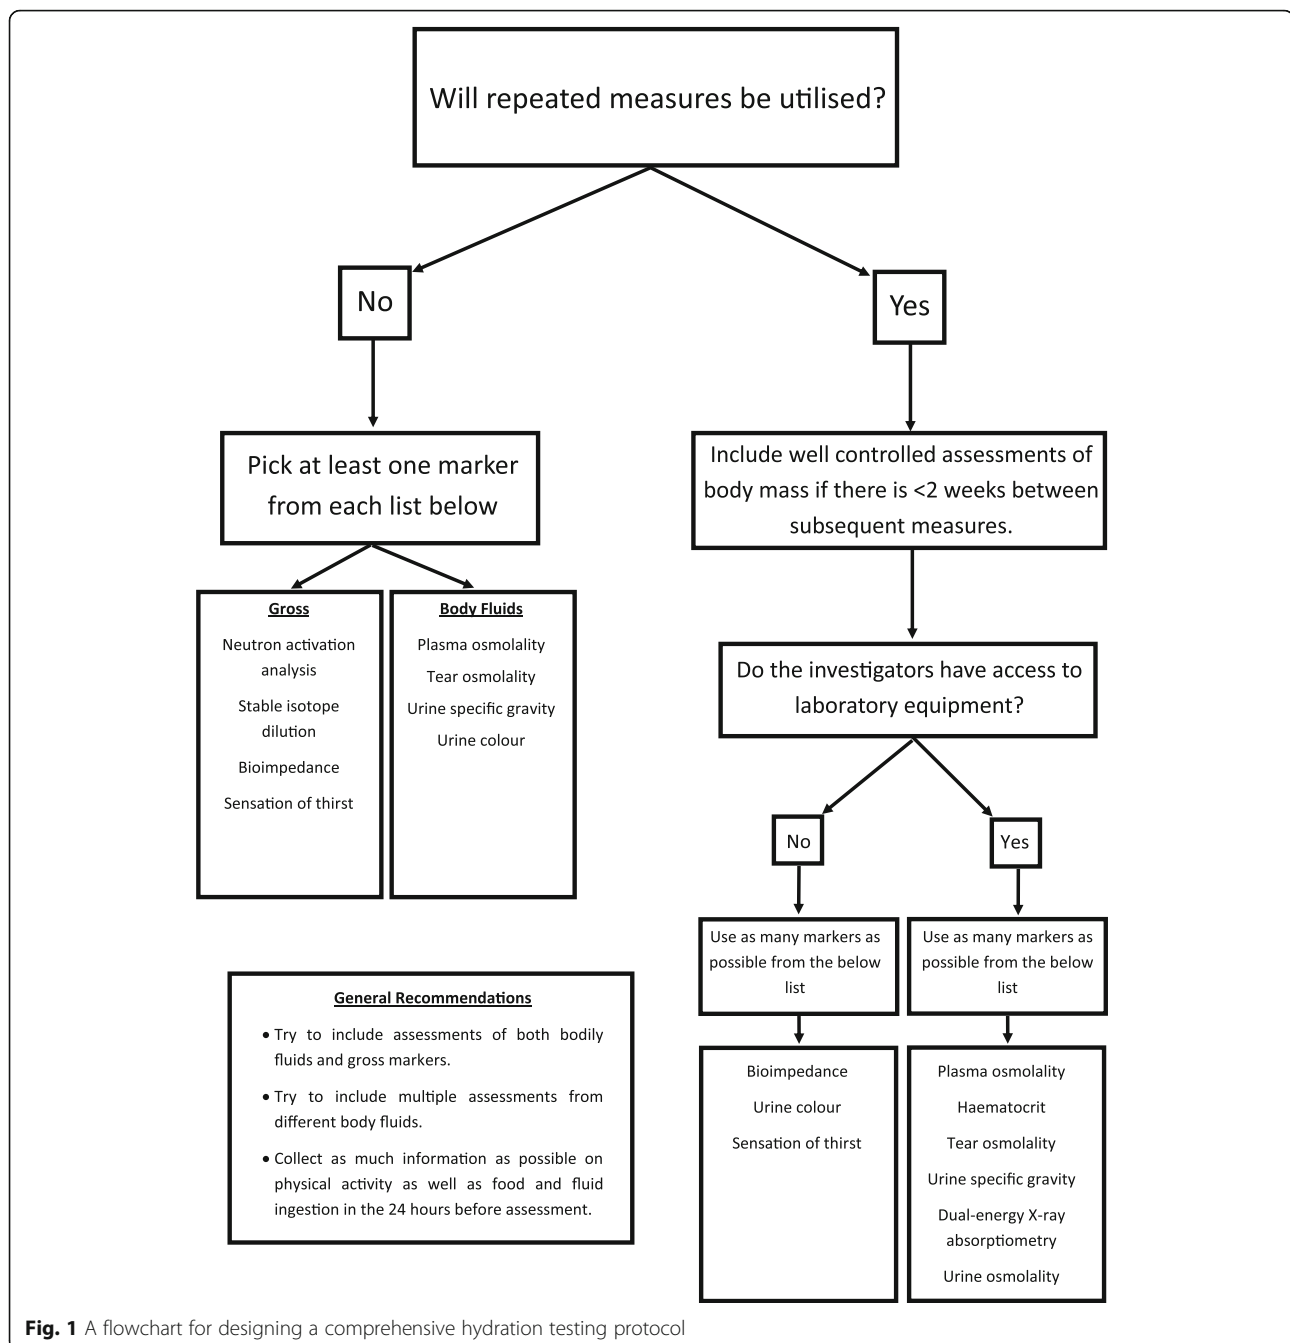 Will repeated measures be utilised?
No
Yes
Pick at least one marker
from each list below
Include well controlled assessments of
body mass if there is <2 weeks between
subsequent measures.
Gross
Neutron activation
analysis
Stable isotope
dilution
Bioimpedance
Sensation of thirst
Body Fluids
Plasma osmolality
Tear osmolality
Urine specific gravity
Urine colour
Do the investigators have access to
laboratory equipment?
No
Yes
Use as many markers as
possible from the below
list
Use as many markers as
possible from the below
list
Bioimpedance
Urine colour
Sensation of thirst
Plasma osmolality
Haematocrit
Tear osmolality
Urine specific gravity
Dual-energy X-ray
absorptiometry
Urine osmolality
General Recommendations
• Try to include assessments of both bodily
fluids and gross markers.
• Try to include multiple assessments from
different body fluids.
• Collect as much information as possible on
physical activity as well as food and fluid
ingestion in the 24 hours before assessment.
Fig. 1 A flowchart for designing a comprehensive hydration testing protocol